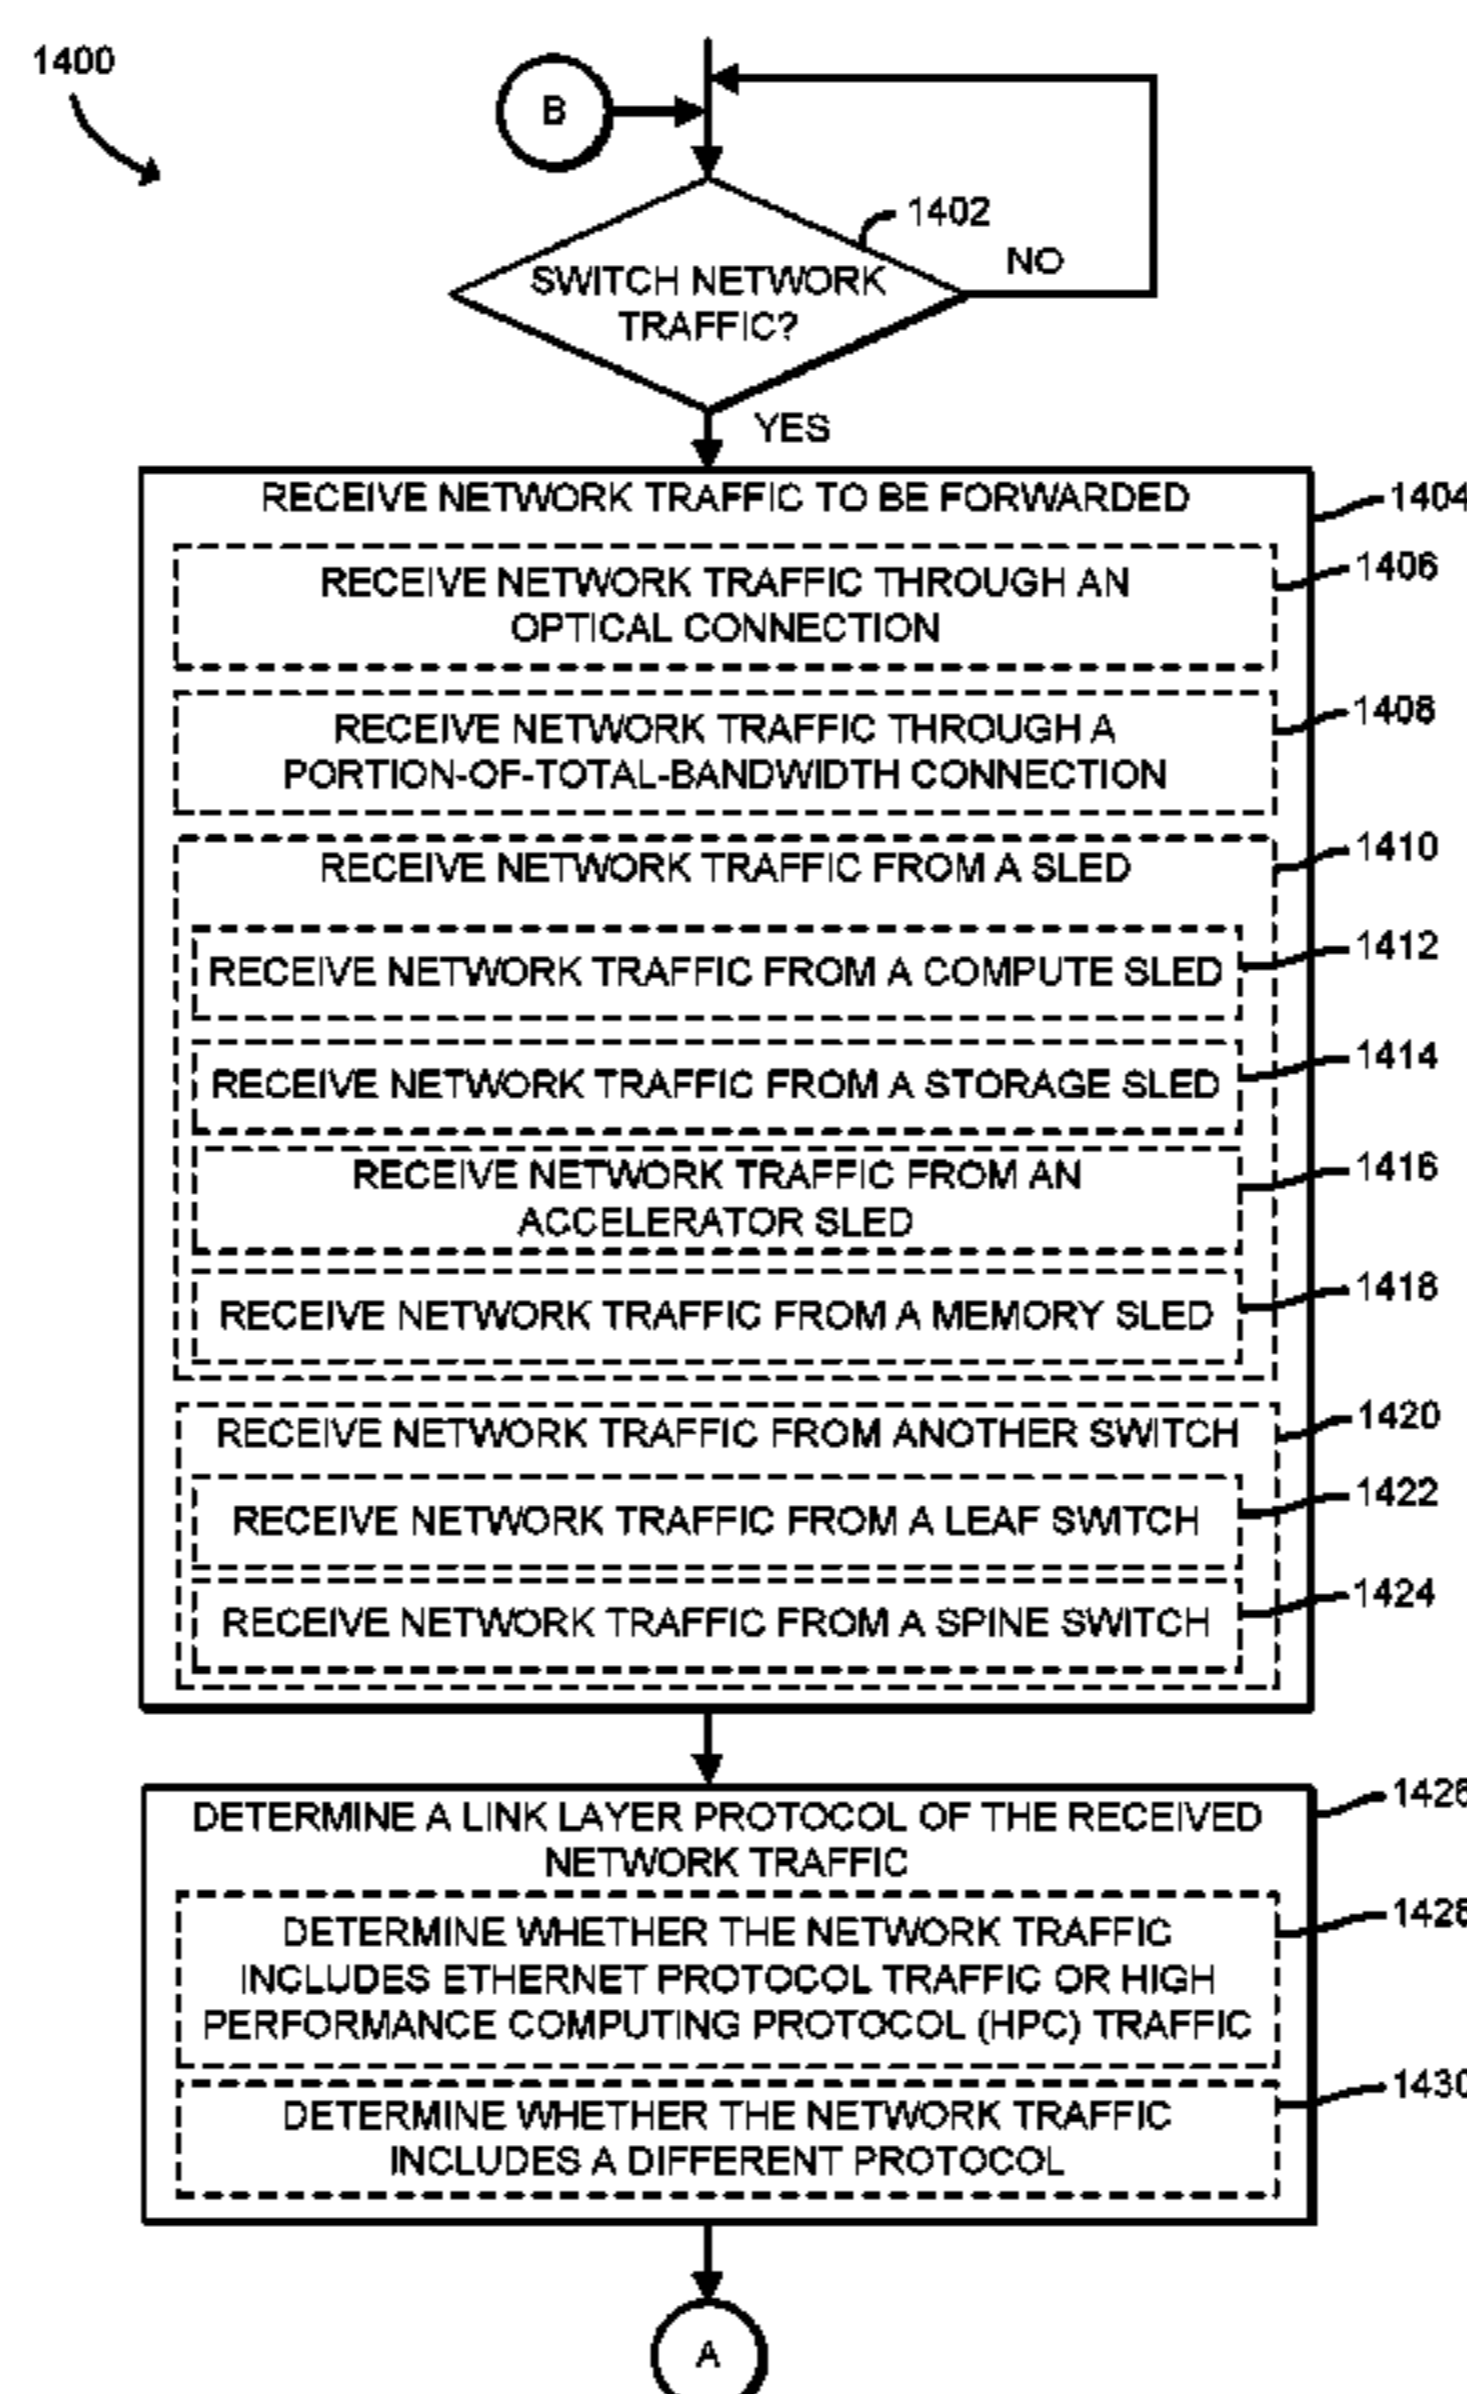 1400
B
1402
NO
SWITCH NETWORK
TRAFFIC?
YES
RECEIVE NETWORK TRAFFIC TO BE FORWARDED
1404
RECEIVE NETWORK TRAFFIC THROUGH AN
OPTICAL CONNECTION
1406
RECEIVE NETWORK TRAFFIC THROUGH A
PORTION-OF-TOTAL-BANDWIDTH CONNECTION
1408
RECEIVE NETWORK TRAFFIC FROM A SLED
1410
RECEIVE NETWORK TRAFFIC FROM A COMPUTE SLED
1412
RECEIVE NETWORK TRAFFIC FROM A STORAGE SLED
1414
RECEIVE NETWORK TRAFFIC FROM AN
ACCELERATOR SLED
1416
RECEIVE NETWORK TRAFFIC FROM A MEMORY SLED
1418
RECEIVE NETWORK TRAFFIC FROM ANOTHER SWITCH
1420
RECEIVE NETWORK TRAFFIC FROM A LEAF SWITCH
1422
RECEIVE NETWORK TRAFFIC FROM A SPINE SWITCH
1424
DETERMINE A LINK LAYER PROTOCOL OF THE RECEIVED
NETWORK TRAFFIC
1426
DETERMINE WHETHER THE NETWORK TRAFFIC
INCLUDES ETHERNET PROTOCOL TRAFFIC OR HIGH
PERFORMANCE COMPUTING PROTOCOL (HPC) TRAFFIC
1428
DETERMINE WHETHER THE NETWORK TRAFFIC
INCLUDES A DIFFERENT PROTOCOL
1430
A